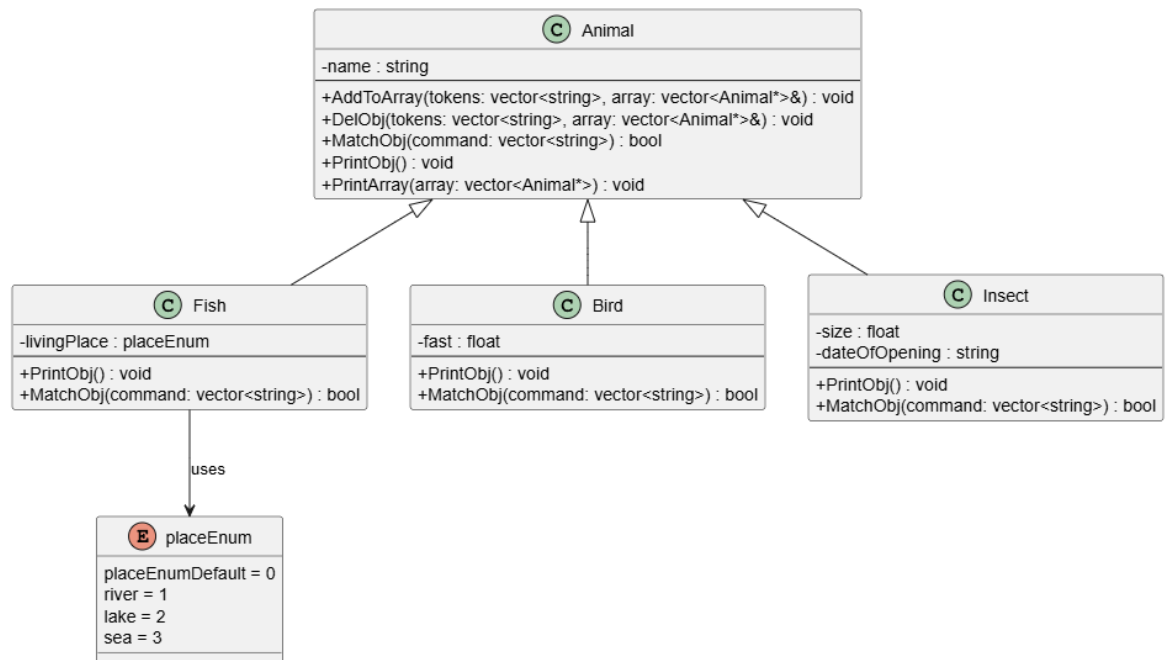 C Animal
-name : string
+AddToArray(tokens: vector<string>, array: vector<Animal*>&) : void
+DelObj(tokens: vector<string>, array: vector<Animal*>&) : void
+MatchObj(command: vector<string>) : bool
+PrintObj() : void
+PrintArray(array: vector<Animal*>) : void
C Fish
-livingPlace : placeEnum
+PrintObj() : void
+MatchObj(command: vector<string>) : bool
C Bird
-fast : float
+PrintObj() : void
+MatchObj(command: vector<string>) : bool
C Insect
-size : float
-dateOfOpening : string
+PrintObj() : void
+MatchObj(command: vector<string>) : bool
uses
E placeEnum
placeEnumDefault = 0
river = 1
lake = 2
sea = 3